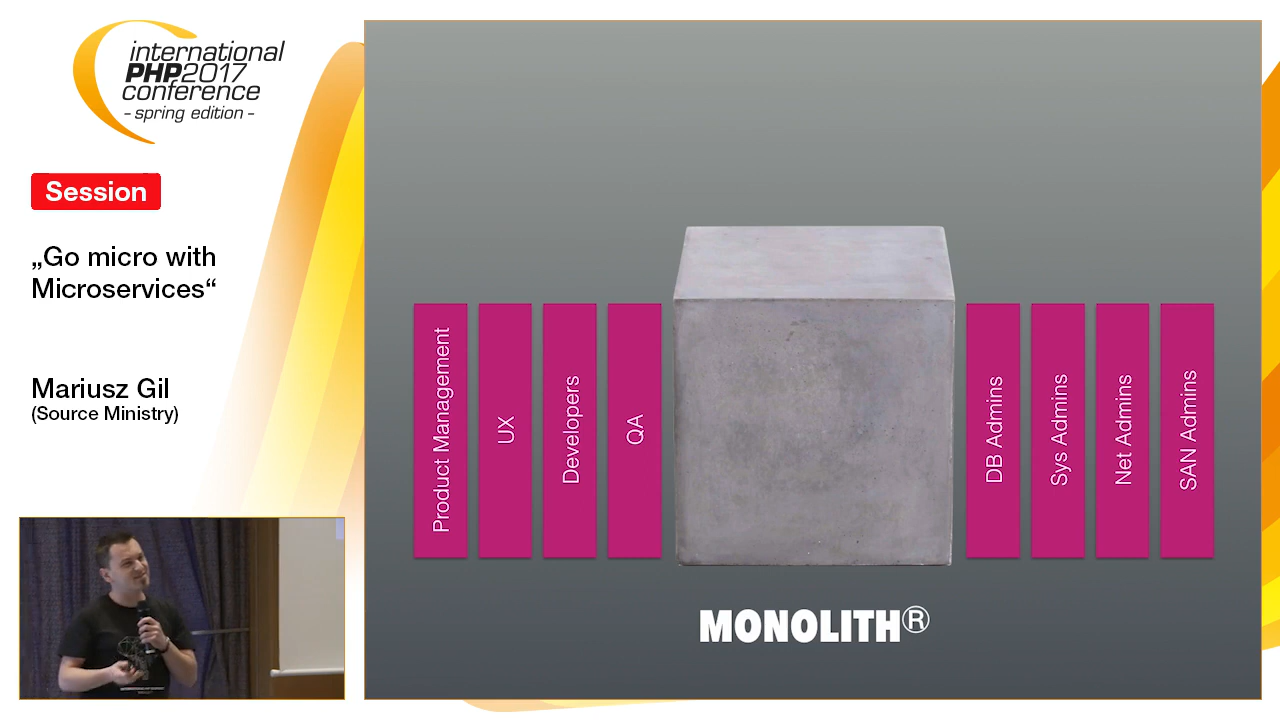 international
PHP2017
conference
- spring edition -
Session
„Go micro with
Microservices“
Mariusz Gil
(Source Ministry)
Product Management
UX
Developers
QA
DB Admins
Sys Admins
Net Admins
SAN Admins
MONOLITH®